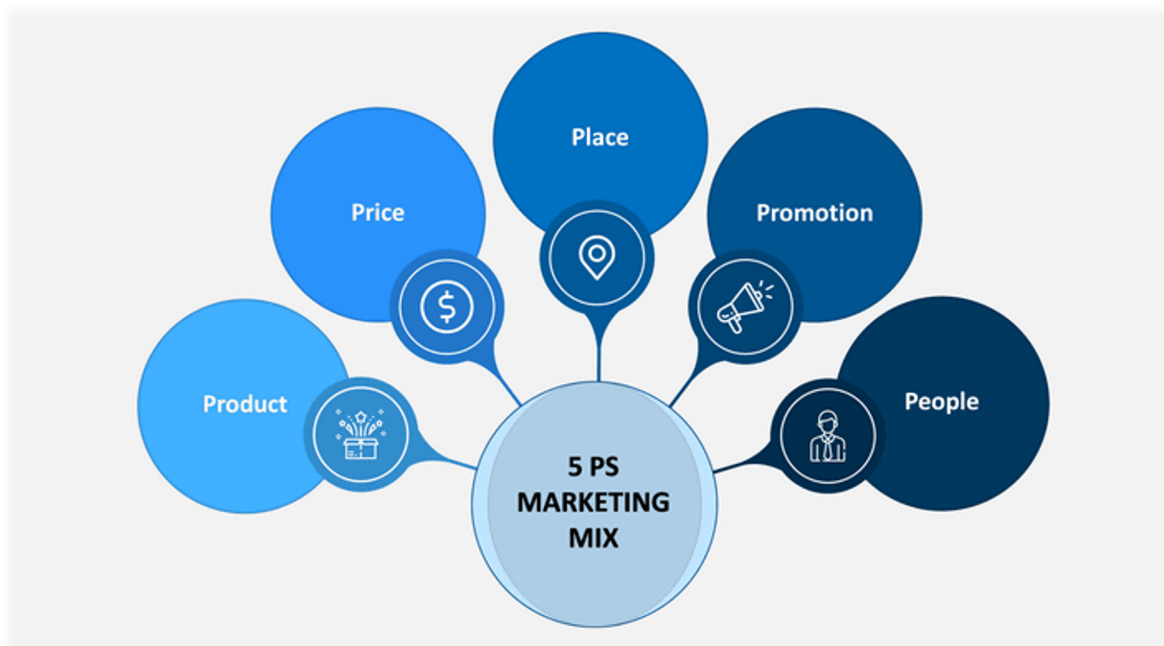 Place
Price
Promotion
Product
People
5 PS
MARKETING
MIX